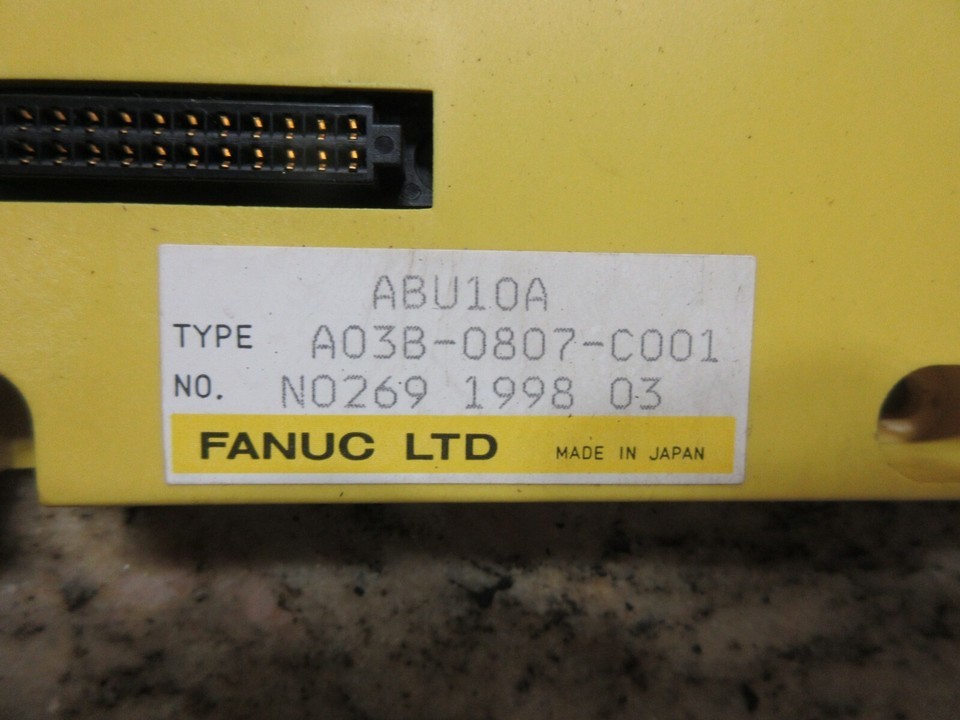 ABU10A
TYPE A03B-0807-C001
NO. N0269 1998 03
FANUC LTD MADE IN JAPAN